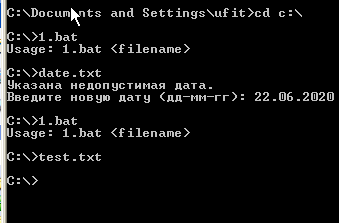 C:\Documents and Settings\ufit>cd c:\
C:\>1.bat
Usage: 1.bat <filename>
C:\>date.txt
Указана недопустимая дата.
Введите новую дату (дд-мм-гг): 22.06.2020
C:\>1.bat
Usage: 1.bat <filename>
C:\>test.txt
C:\>